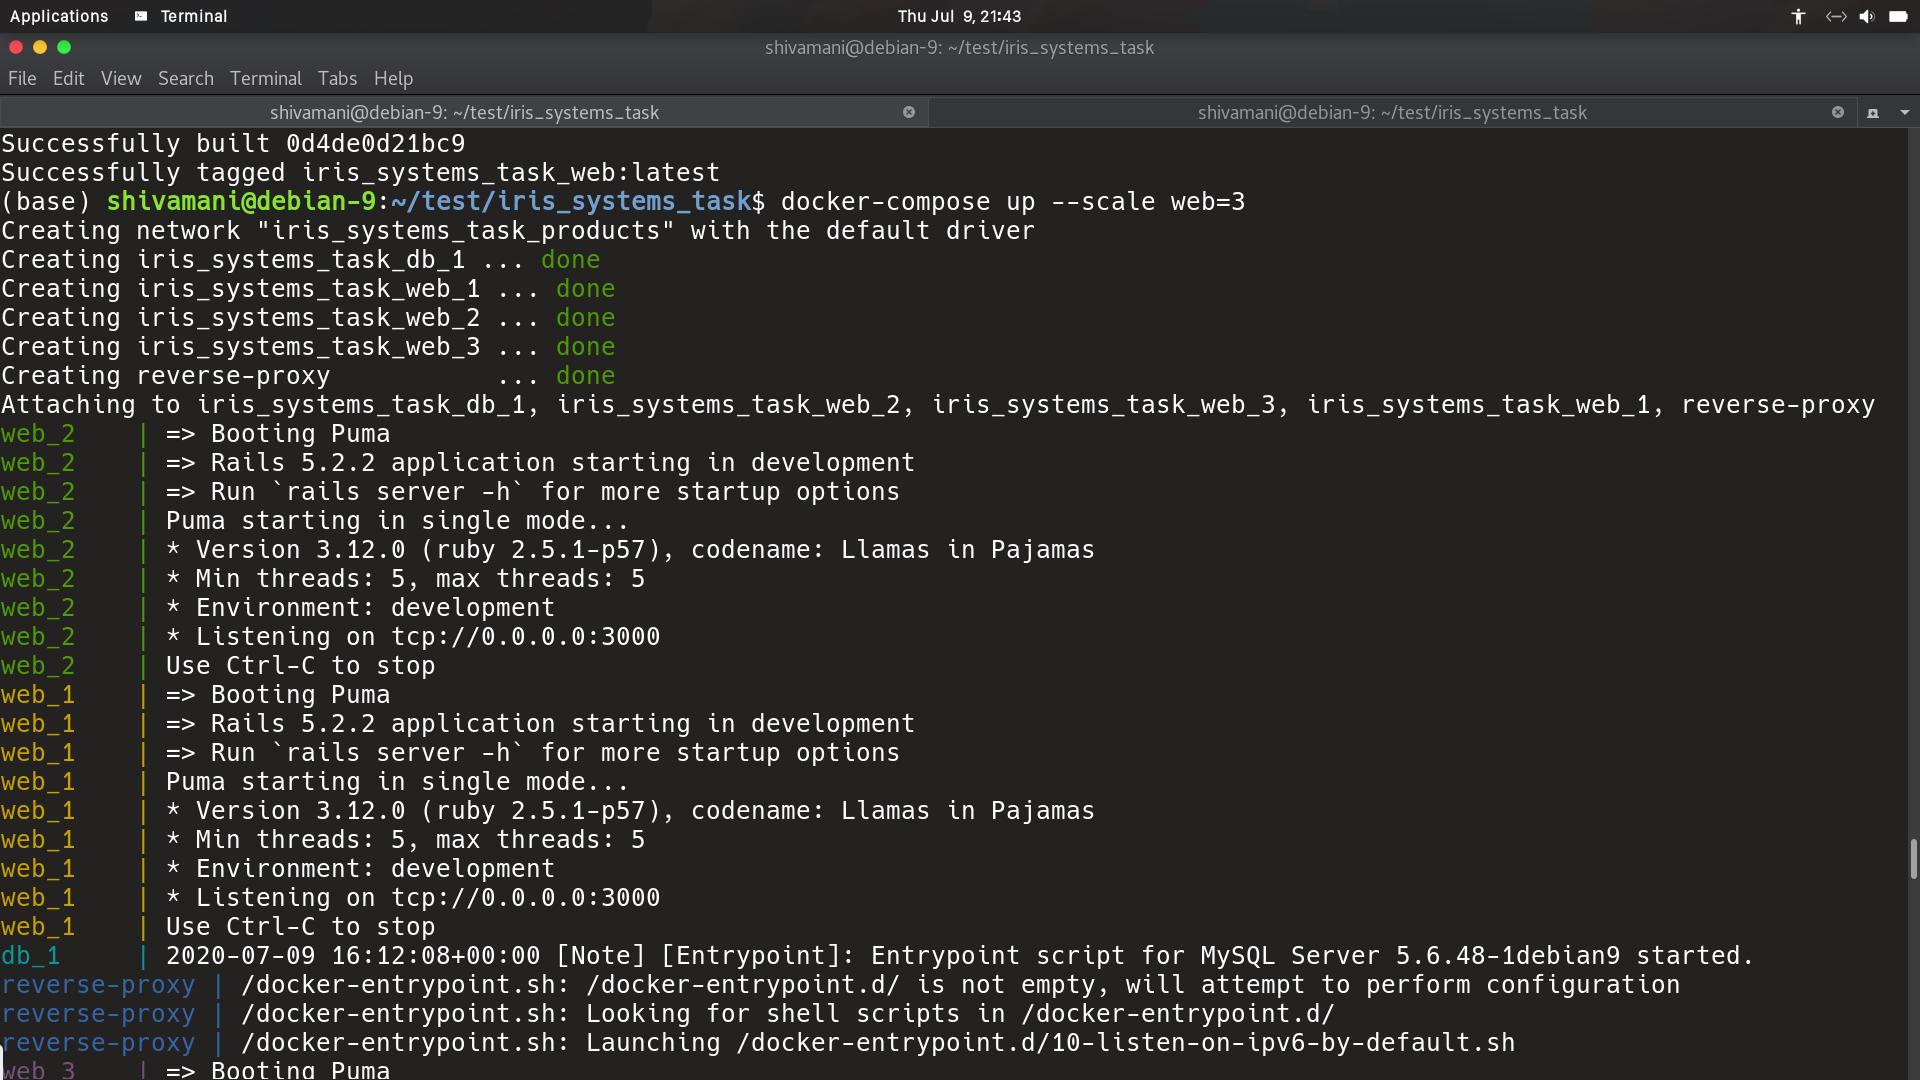 Applications Terminal Thu Jul 9, 21:43
shivamani@debian-9: ~/test/iris_systems_task
File Edit View Search Terminal Tabs Help
shivamani@debian-9: ~/test/iris_systems_task shivamani@debian-9: ~/test/iris_systems_task
Successfully built 0d4de0d21bc9
Successfully tagged iris_systems_task_web:latest
(base) shivamani@debian-9:~/test/iris_systems_task$ docker-compose up --scale web=3
Creating network "iris_systems_task_products" with the default driver
Creating iris_systems_task_db_1 ... done
Creating iris_systems_task_web_1 ... done
Creating iris_systems_task_web_2 ... done
Creating iris_systems_task_web_3 ... done
Creating reverse-proxy           ... done
Attaching to iris_systems_task_db_1, iris_systems_task_web_2, iris_systems_task_web_3, iris_systems_task_web_1, reverse-proxy
web_2    | => Booting Puma
web_2    | => Rails 5.2.2 application starting in development
web_2    | => Run `rails server -h` for more startup options
web_2    | Puma starting in single mode...
web_2    | * Version 3.12.0 (ruby 2.5.1-p57), codename: Llamas in Pajamas
web_2    | * Min threads: 5, max threads: 5
web_2    | * Environment: development
web_2    | * Listening on tcp://0.0.0.0:3000
web_2    | Use Ctrl-C to stop
web_1    | => Booting Puma
web_1    | => Rails 5.2.2 application starting in development
web_1    | => Run `rails server -h` for more startup options
web_1    | Puma starting in single mode...
web_1    | * Version 3.12.0 (ruby 2.5.1-p57), codename: Llamas in Pajamas
web_1    | * Min threads: 5, max threads: 5
web_1    | * Environment: development
web_1    | * Listening on tcp://0.0.0.0:3000
web_1    | Use Ctrl-C to stop
db_1     | 2020-07-09 16:12:08+00:00 [Note] [Entrypoint]: Entrypoint script for MySQL Server 5.6.48-1debian9 started.
reverse-proxy | /docker-entrypoint.sh: /docker-entrypoint.d/ is not empty, will attempt to perform configuration
reverse-proxy | /docker-entrypoint.sh: Looking for shell scripts in /docker-entrypoint.d/
reverse-proxy | /docker-entrypoint.sh: Launching /docker-entrypoint.d/10-listen-on-ipv6-by-default.sh
web_3    | => Booting Puma